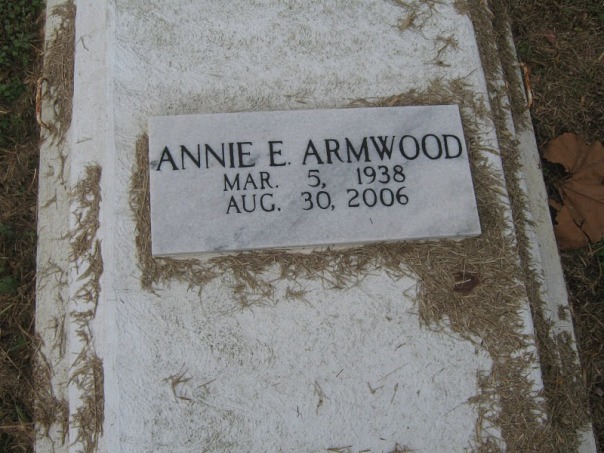 ANNIE E. ARMWOOD
MAR. 5, 1938
AUG. 30, 2006